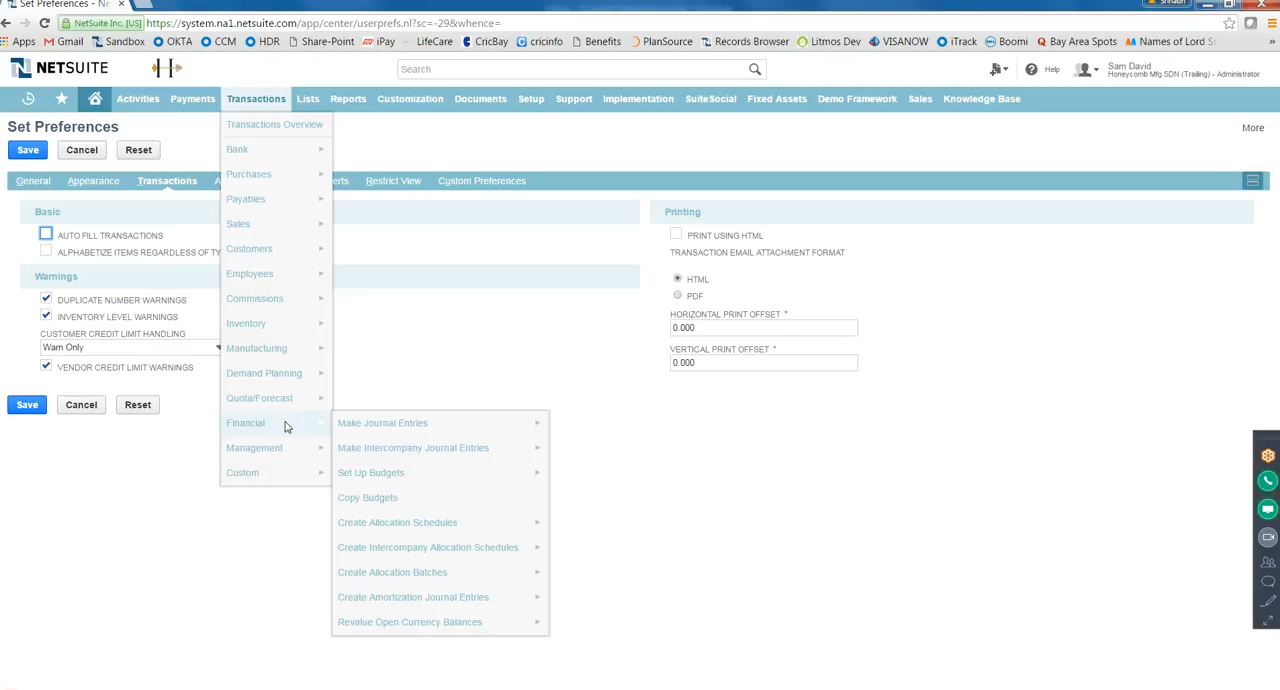 Set Preferences - Ne ×
NetSuite Inc. [US] https://system.na1.netsuite.com/app/center/userprefs.nl?sc=-29&whence=
Apps Gmail Sandbox OKTA CCM HDR Share-Point iPay LifeCare CricBay cricinfo Benefits PlanSource Records Browser Litmos Dev VISANOW iTrack Boomi Bay Area Spots Names of Lord S »
NETSUITE Search Help Sam David
Honeycomb Mfg SDN (Trailing) - Administrator
Activities Payments Transactions Lists Reports Customization Documents Setup Support Implementation SuiteSocial Fixed Assets Demo Framework Sales Knowledge Base
Set Preferences More
Save Cancel Reset
General Appearance Transactions A erts Restrict View Custom Preferences
Transactions Overview
Bank
Purchases
Payables
Sales
Customers
Employees
Commissions
Inventory
Manufacturing
Demand Planning
Quota/Forecast
Financial
Management
Custom
Make Journal Entries
Make Intercompany Journal Entries
Set Up Budgets
Copy Budgets
Create Allocation Schedules
Create Intercompany Allocation Schedules
Create Allocation Batches
Create Amortization Journal Entries
Revalue Open Currency Balances
Basic
AUTO FILL TRANSACTIONS
ALPHABETIZE ITEMS REGARDLESS OF TY
Warnings
DUPLICATE NUMBER WARNINGS
INVENTORY LEVEL WARNINGS
CUSTOMER CREDIT LIMIT HANDLING
Warn Only
VENDOR CREDIT LIMIT WARNINGS
Save Cancel Reset
Printing
PRINT USING HTML
TRANSACTION EMAIL ATTACHMENT FORMAT
HTML
PDF
HORIZONTAL PRINT OFFSET *
0.000
VERTICAL PRINT OFFSET *
0.000